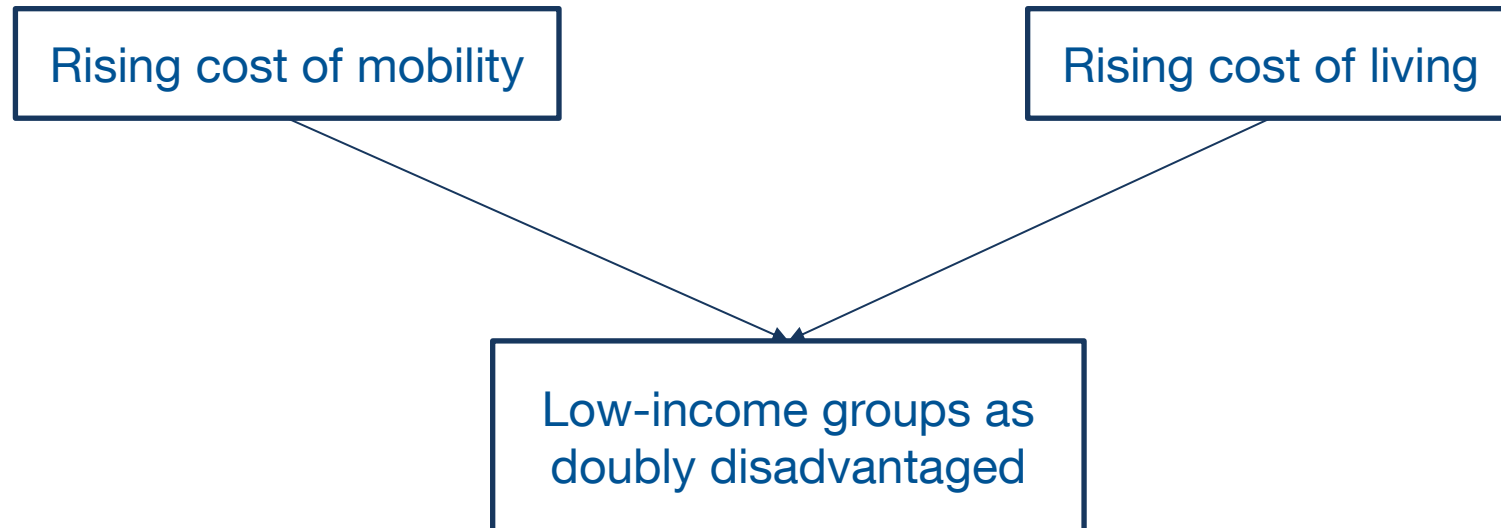 Rising cost of mobility
Rising cost of living
Low-income groups as
doubly disadvantaged